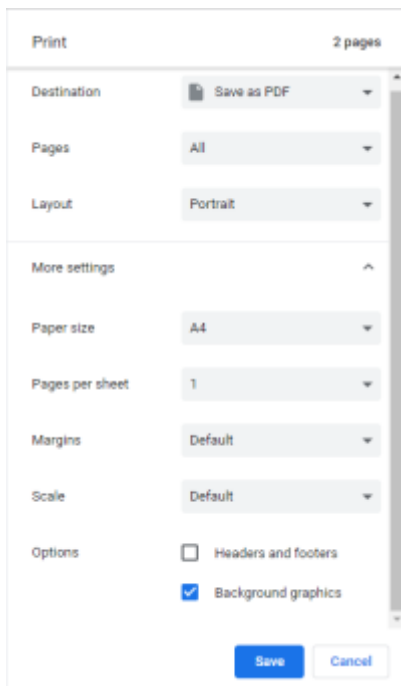 Print 2 pages
Destination Save as PDF
Pages All
Layout Portrait
More settings
Paper size A4
Pages per sheet 1
Margins Default
Scale Default
Options Headers and footers
Background graphics
Save Cancel